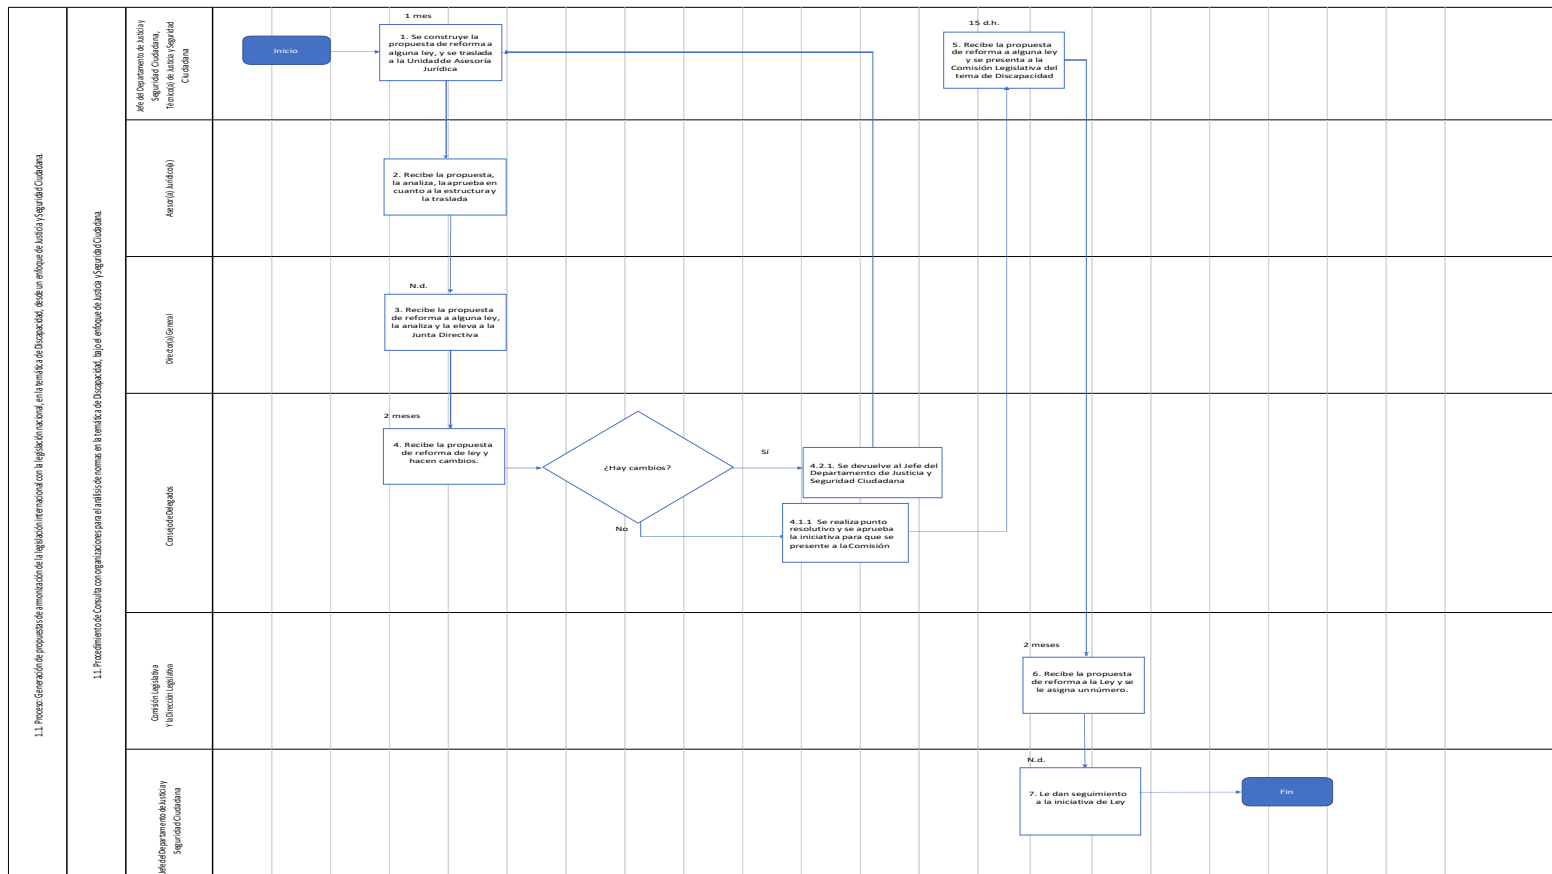 1.1. Proceso: Generación de propuestas de armonización de la legislación internacional con la legislación nacional, en la temática de Discapacidad, desde un enfoque de Justicia y Seguridad Ciudadana.
1.1. Procedimiento de Consulta con organizaciones para el análisis de normas en la temática de Discapacidad, bajo el enfoque de Justicia y Seguridad Ciudadana.
Jefe del Departamento de Justicia y
Seguridad Ciudadana,
Técnico(a) de Justicia y Seguridad
Ciudadana
Inicio
1 mes
1. Se construye la
propuesta de reforma a
alguna ley, y se traslada
a la Unidad de Asesoría
Jurídica
15 d.h.
5. Recibe la propuesta
de reforma a alguna ley
y se presenta a la
Comisión Legislativa del
tema de Discapacidad
Asesor(a) Jurídico(a)
2. Recibe la propuesta,
la analiza, la aprueba en
cuanto a la estructura y
la traslada
Director(a) General
N.d.
3. Recibe la propuesta
de reforma a alguna ley,
la analiza y la eleva a la
Junta Directiva
Consejo de Delegados
2 meses
4. Recibe la propuesta
de reforma de ley y
hacen cambios.
¿Hay cambios?
Sí
4.2.1. Se devuelve al Jefe del
Departamento de Justicia y
Seguridad Ciudadana
No
4.1.1 Se realiza punto
resolutivo y se aprueba
la iniciativa para que se
presente a la Comisión
Comisión Legislativa
Y la Dirección Legislativa
2 meses
6. Recibe la propuesta
de reforma a la Ley y se
le asigna un número.
Jefe del Departamento de Justicia y
Seguridad Ciudadana
N.d.
7. Le dan seguimiento
a la iniciativa de Ley
Fin